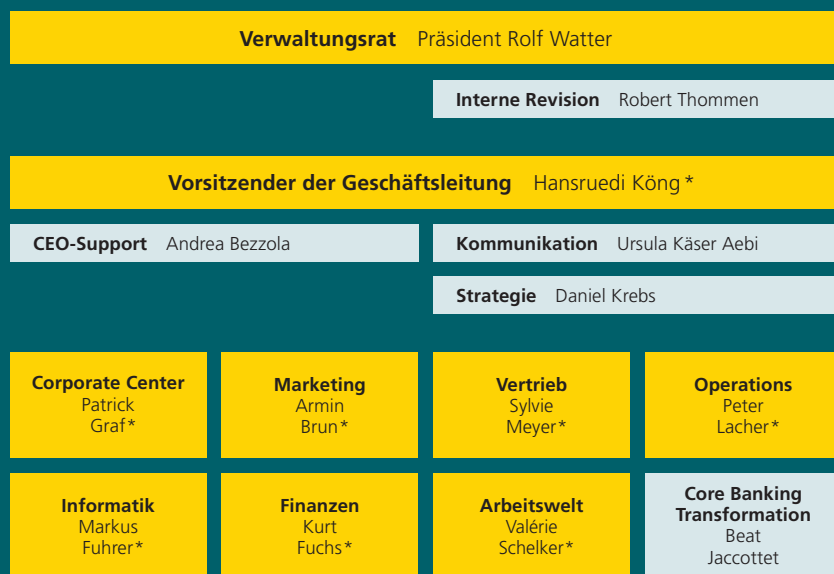 Verwaltungsrat Präsident Rolf Watter
Interne Revision Robert Thommen
Vorsitzender der Geschäftsleitung Hansruedi Köng*
CEO-Support Andrea Bezzola
Kommunikation Ursula Käser Aebi
Strategie Daniel Krebs
Corporate Center
Patrick
Graf*
Marketing
Armin
Brun*
Vertrieb
Sylvie
Meyer*
Operations
Peter
Lacher*
Informatik
Markus
Fuhrer*
Finanzen
Kurt
Fuchs*
Arbeitswelt
Valérie
Schelker*
Core Banking
Transformation
Beat
Jaccottet